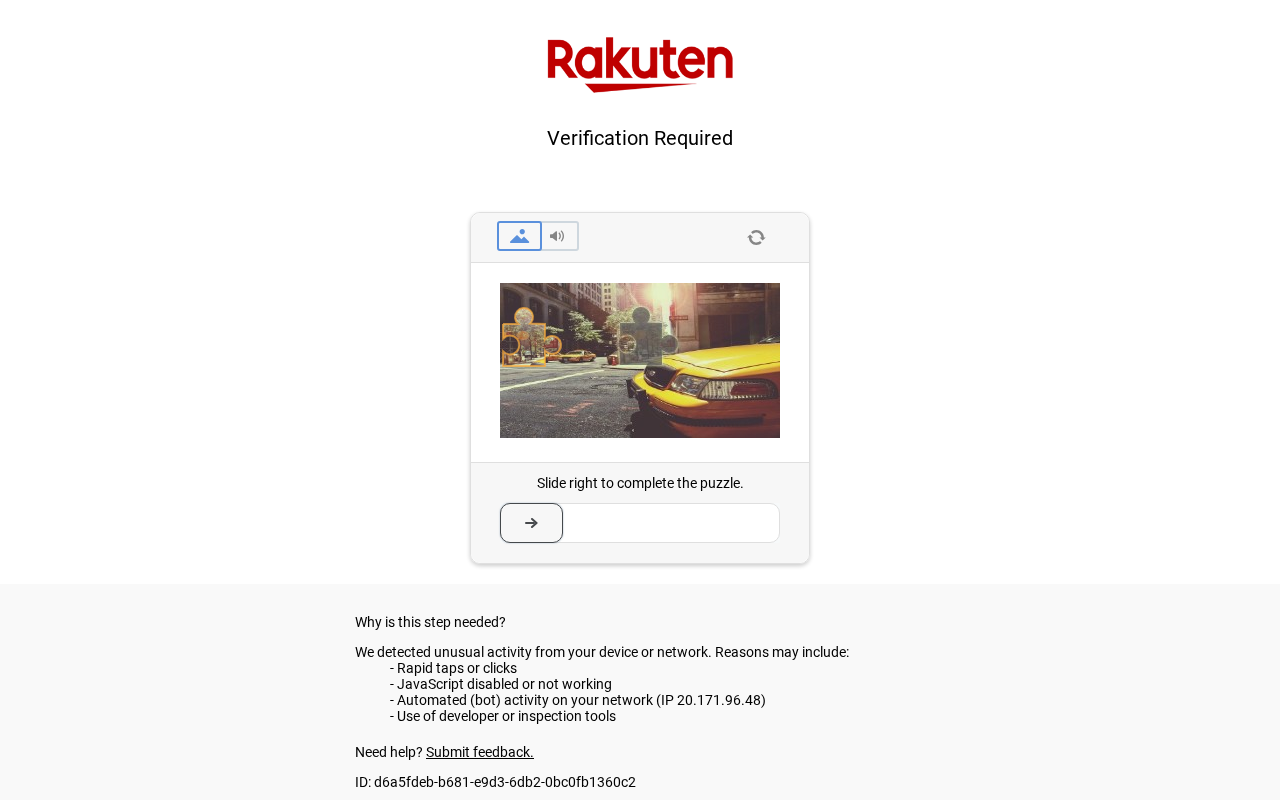 Rakuten
Verification Required
Slide right to complete the puzzle.
Why is this step needed?
We detected unusual activity from your device or network. Reasons may include:
- Rapid taps or clicks
- JavaScript disabled or not working
- Automated (bot) activity on your network (IP 20.171.96.48)
- Use of developer or inspection tools
Need help? Submit feedback.
ID: d6a5fdeb-b681-e9d3-6db2-0bc0fb1360c2